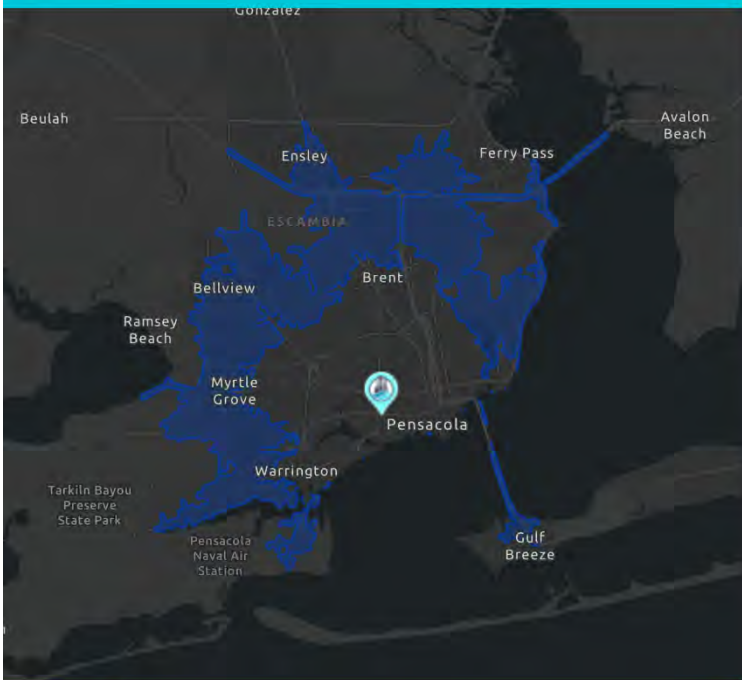 Gonzalez
Beulah
Avalon
Beach
Ensley
Ferry Pass
ESCAMBIA
Brent
Bellview
Ramsey
Beach
Myrtle
Grove
Pensacola
Warrington
Tarkiln Bayou
Preserve
State Park
Pensacola
Naval Air
Station
Gulf
Breeze